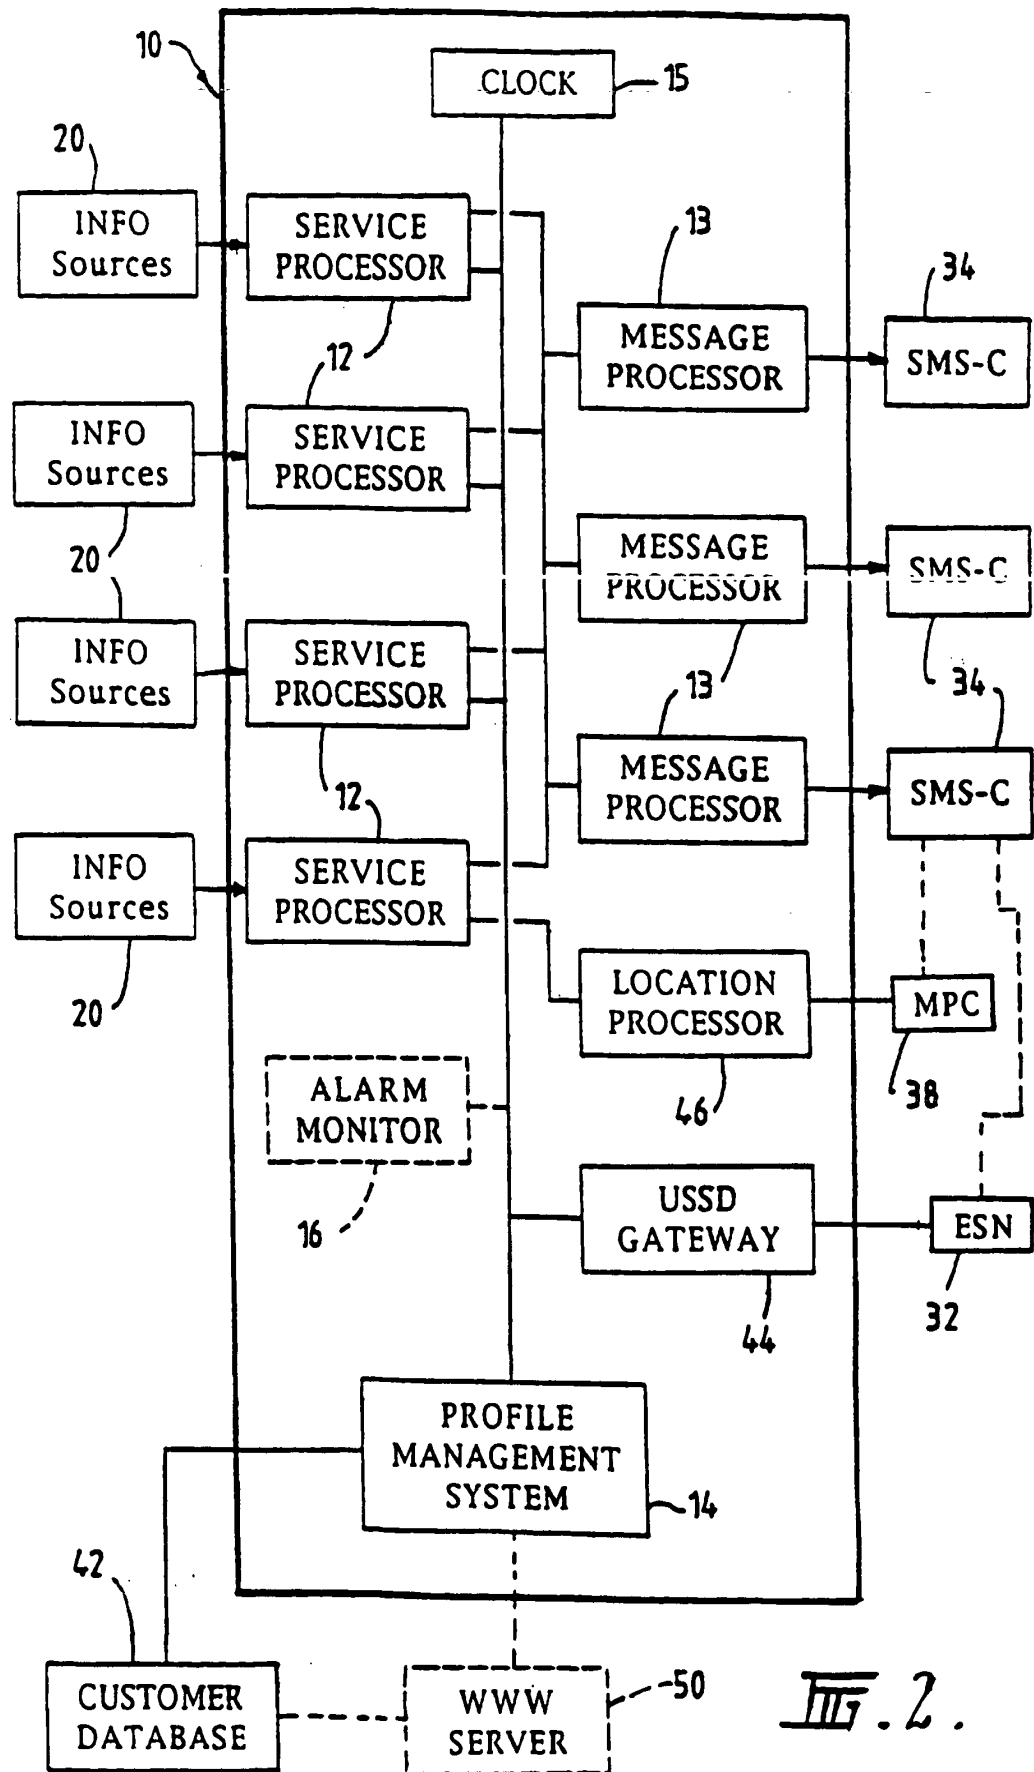 10
CLOCK
15
20
INFO
Sources
SERVICE
PROCESSOR
13
34
MESSAGE
PROCESSOR
SMS-C
12
INFO
Sources
SERVICE
PROCESSOR
20
MESSAGE
PROCESSOR
SMS-C
INFO
Sources
SERVICE
PROCESSOR
13
34
12
MESSAGE
PROCESSOR
SMS-C
INFO
Sources
SERVICE
PROCESSOR
20
LOCATION
PROCESSOR
MPC
38
46
ALARM
MONITOR
16
USSD
GATEWAY
ESN
44
32
PROFILE
MANAGEMENT
SYSTEM
14
42
CUSTOMER
DATABASE
WWW
SERVER
50
FIG. 2.